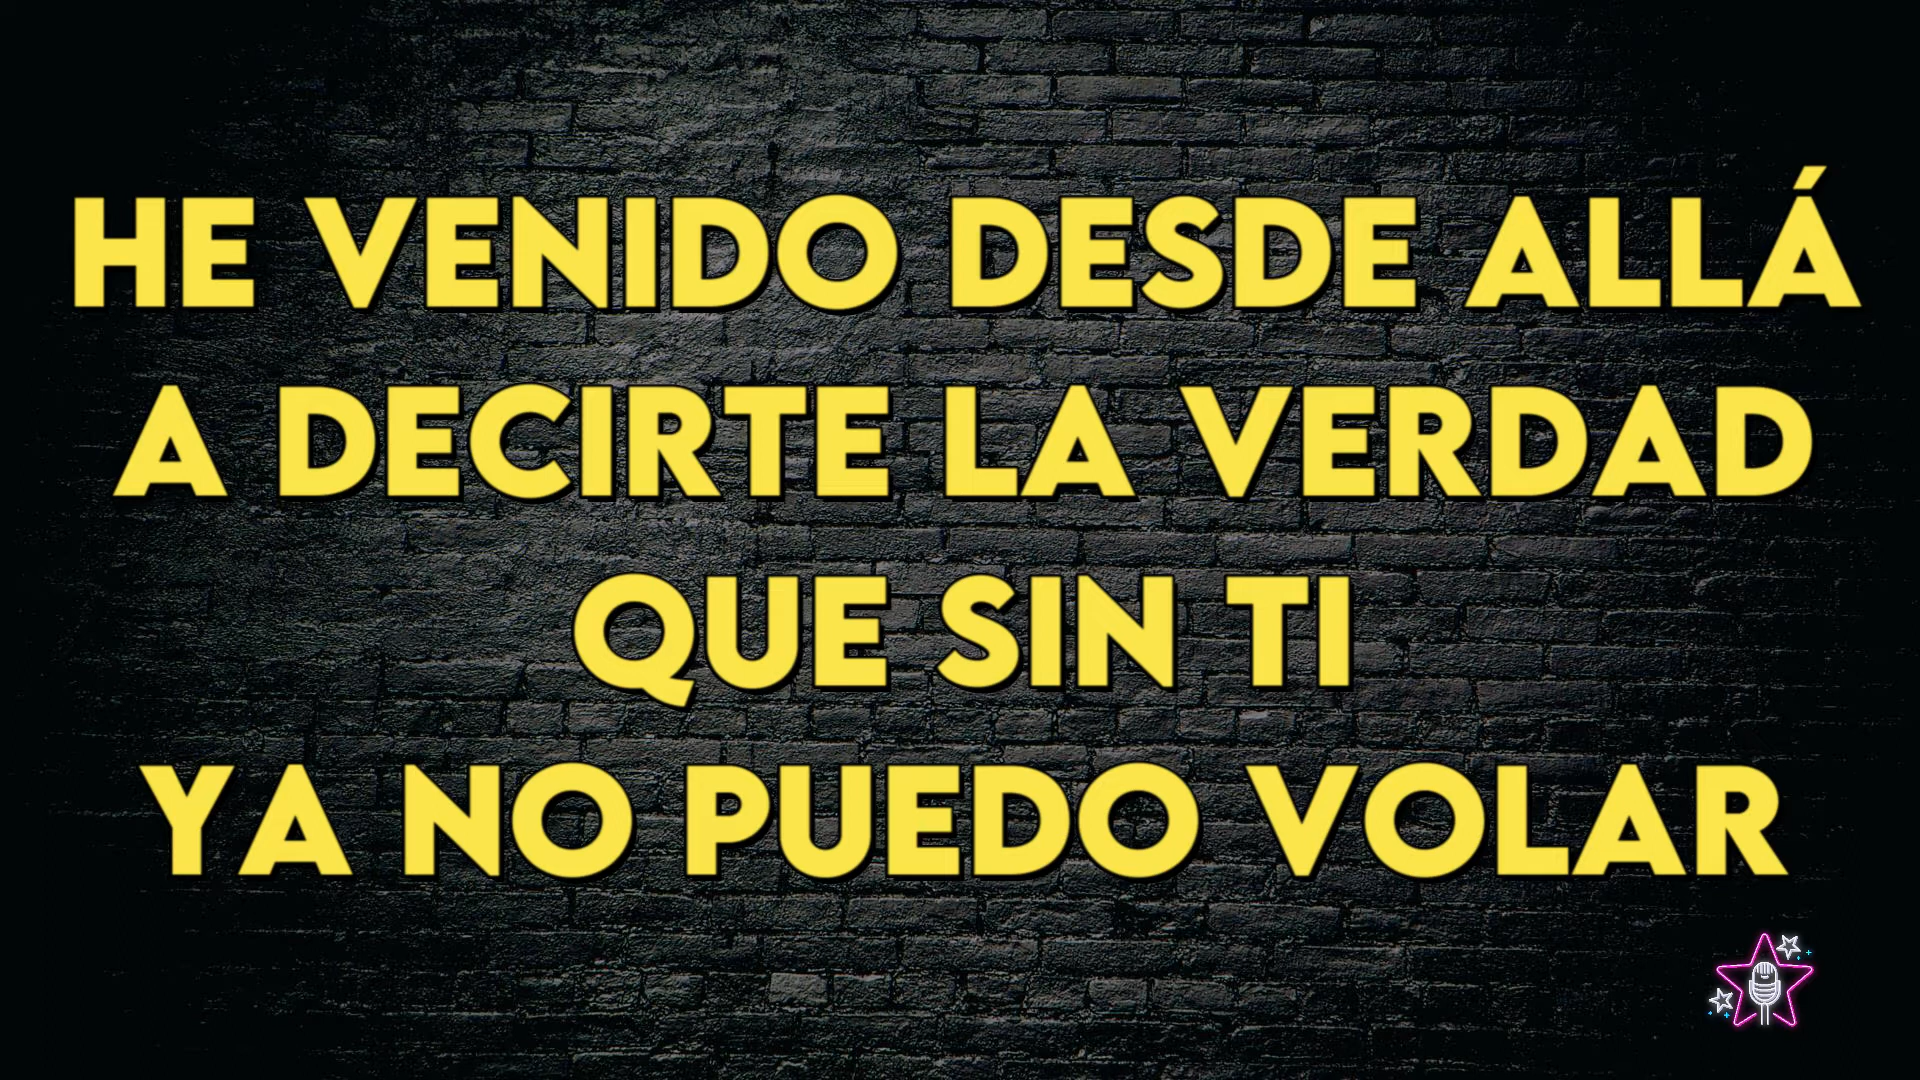 HE VENIDO DESDE ALLÁ
A DECIRTE LA VERDAD
QUE SIN TI
YA NO PUEDO VOLAR